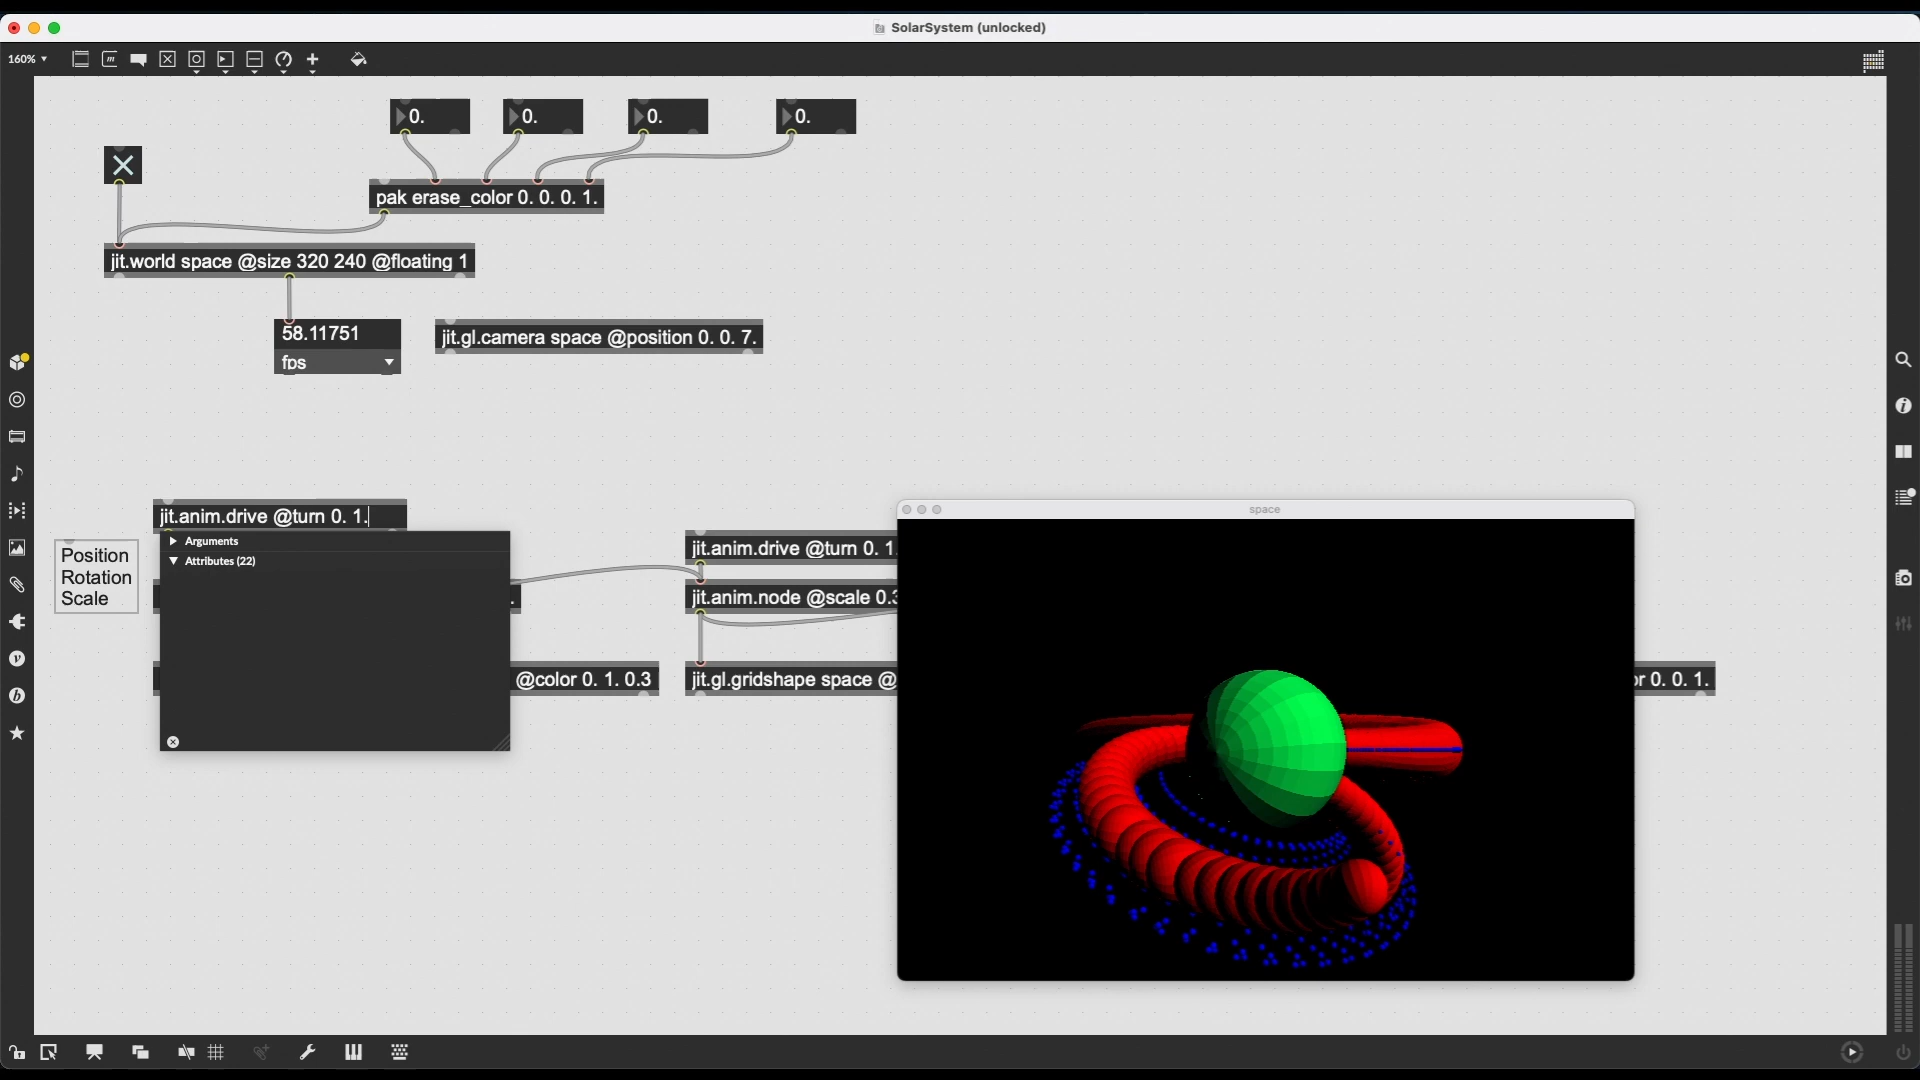 SolarSystem (unlocked)
160%
0.
0.
0.
0.
pak erase_color 0. 0. 0. 1.
jit.world space @size 320 240 @floating 1
58.11751
fps
jit.gl.camera space @position 0. 0. 7.
jit.anim.drive @turn 0. 1.
Arguments
Attributes (22)
Position
Rotation
Scale
.
@color 0. 1. 0.3
jit.anim.drive @turn 0. 1.
jit.anim.node @scale 0.3
jit.gl.gridshape space @
space
or 0. 0. 1.